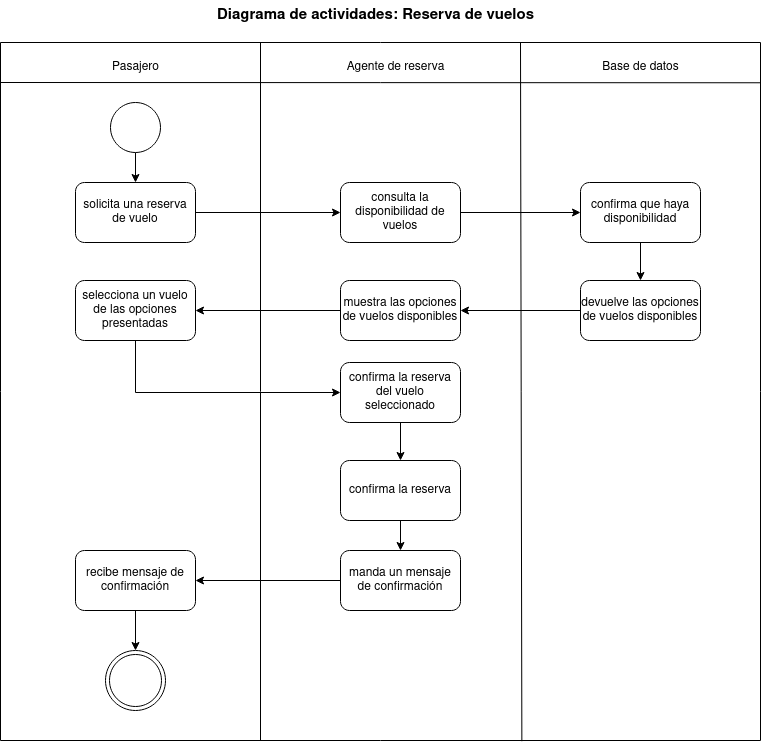 Diagrama de actividades: Reserva de vuelos
Pasajero
Agente de reserva
Base de datos
solicita una reserva
de vuelo
consulta la
disponibilidad de
vuelos
confirma que haya
disponibilidad
selecciona un vuelo
de las opciones
presentadas
muestra las opciones
de vuelos disponibles
devuelve las opciones
de vuelos disponibles
confirma la reserva
del vuelo
seleccionado
confirma la reserva
recibe mensaje de
confirmación
manda un mensaje
de confirmación